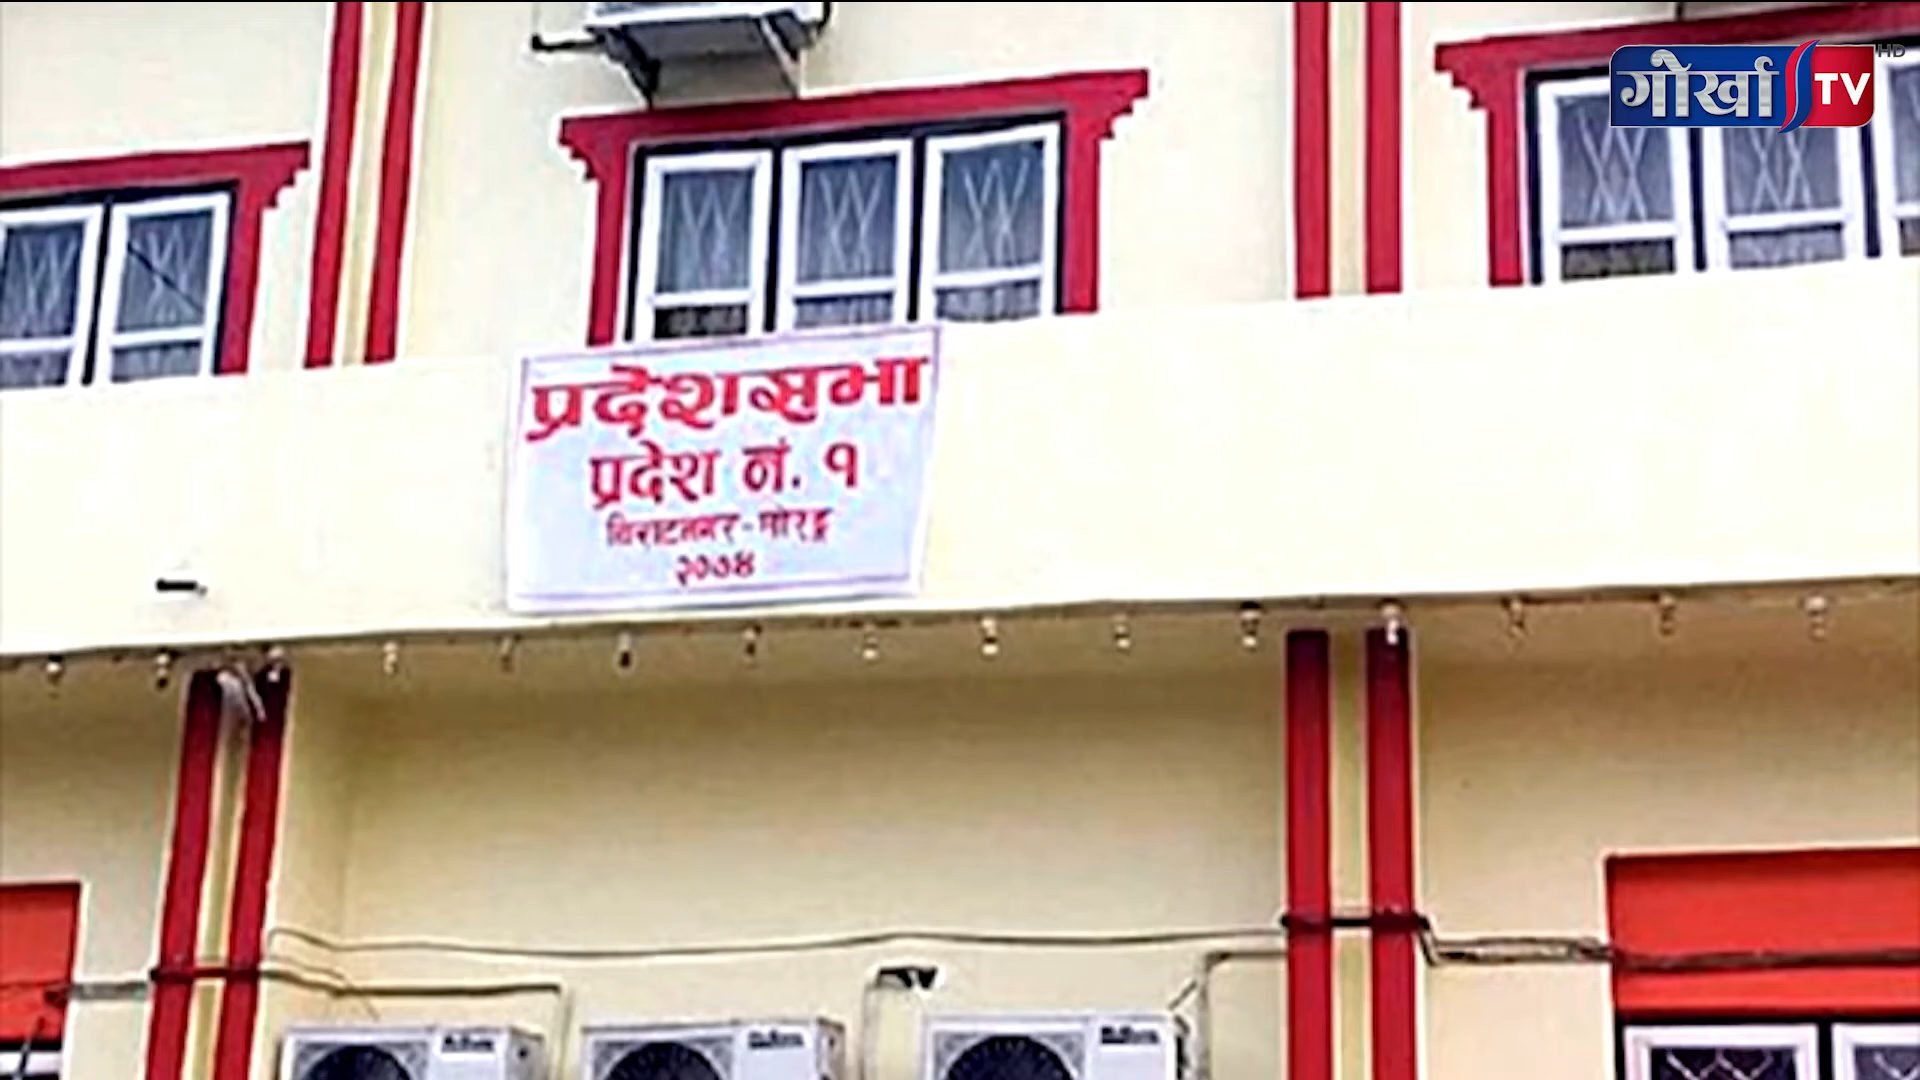 गोर्खा TV HD
प्रदेशसभा
प्रदेश नं. १
विराटनगर - मोरङ्ग
२०७४